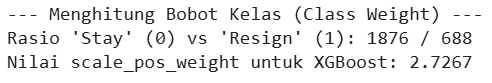 --- Menghitung Bobot Kelas (Class Weight) ---
Rasio 'Stay' (0) vs 'Resign' (1): 1876 / 688
Nilai scale_pos_weight untuk XGBoost: 2.7267